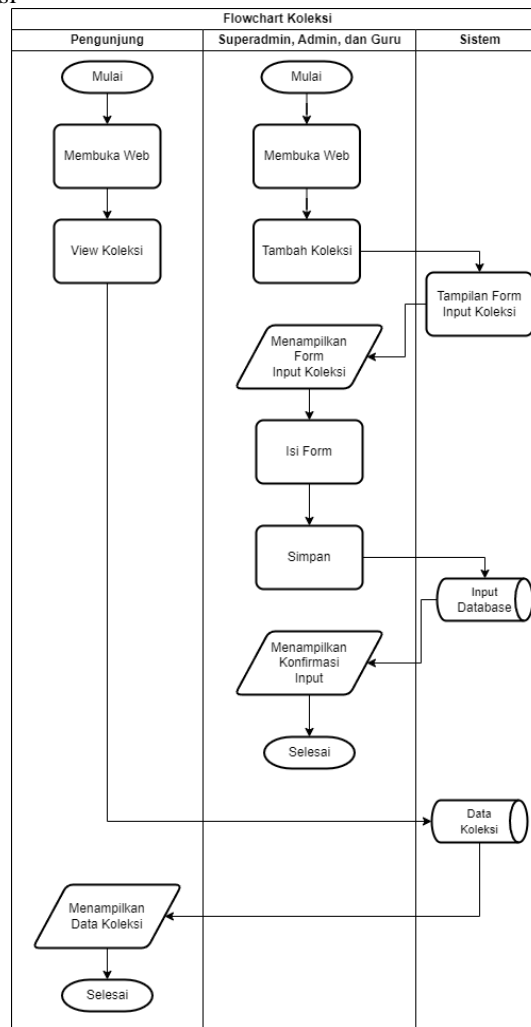 Flowchart Koleksi
Pengunjung
Superadmin, Admin, dan Guru
Sistem
Mulai
Mulai
Membuka Web
Membuka Web
View Koleksi
Tambah Koleksi
Tampilan Form
Input Koleksi
Menampilkan
Form
Input Koleksi
Isi Form
Simpan
Input
Database
Menampilkan
Konfirmasi
Input
Selesai
Data
Koleksi
Menampilkan
Data Koleksi
Selesai